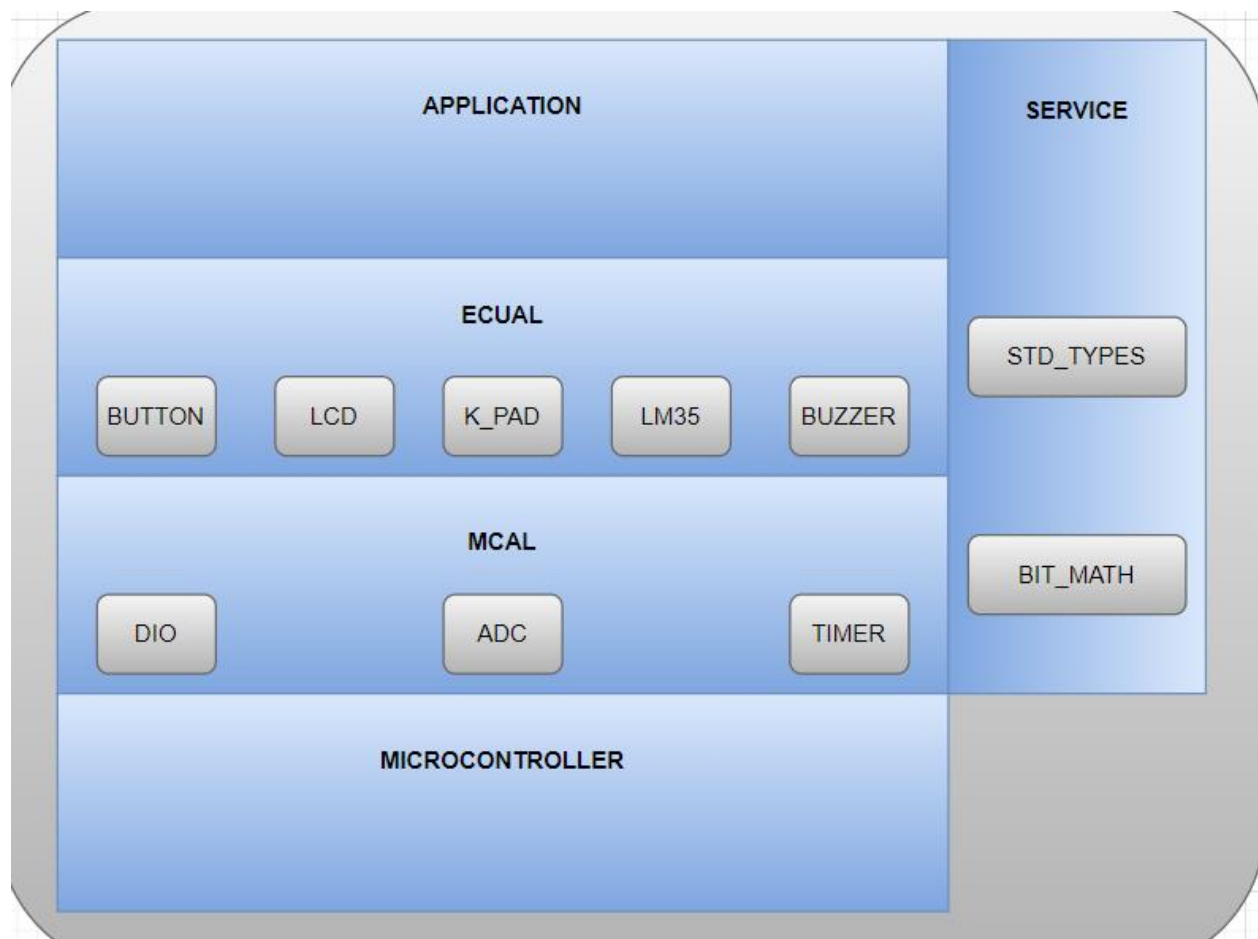 APPLICATION
SERVICE
ECUAL
STD_TYPES
BUTTON
LCD
K_PAD
LM35
BUZZER
MCAL
BIT_MATH
DIO
ADC
TIMER
MICROCONTROLLER